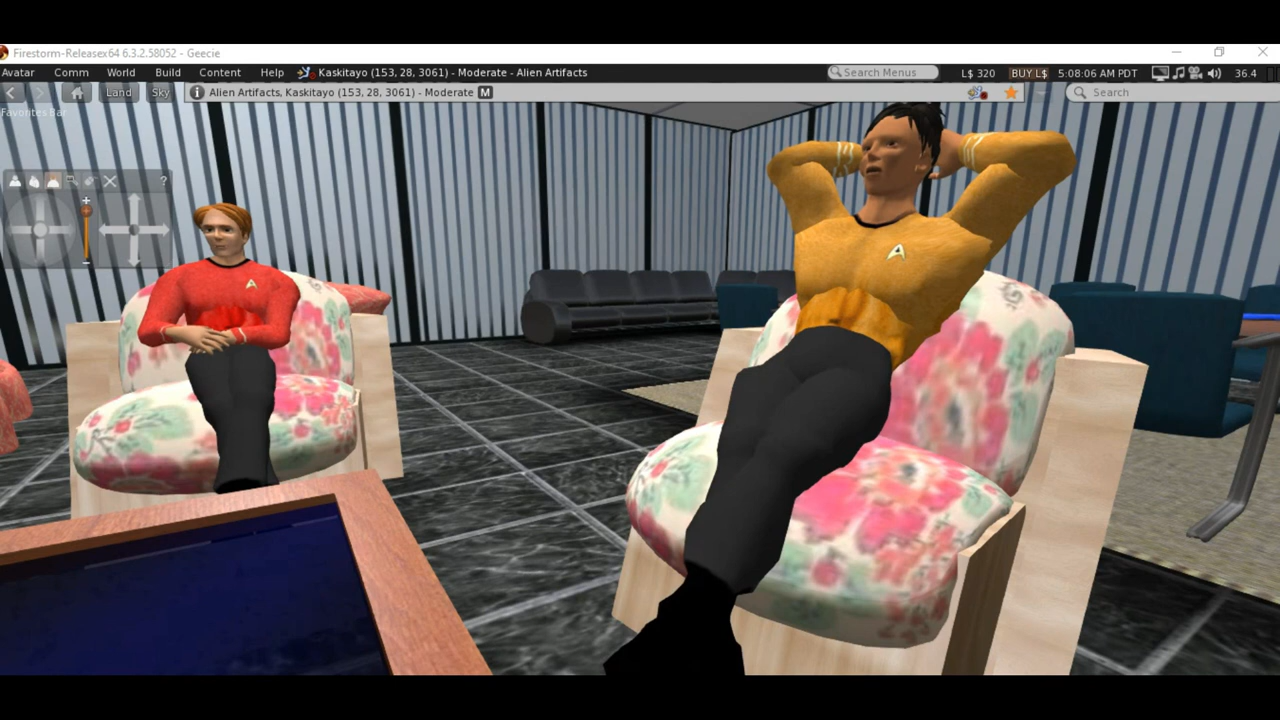 Firestorm-Releasex64 6.3.2.58052 - Geecie
Avatar Comm World Build Content Help Kaskitayo (153, 28, 3061) - Moderate - Alien Artifacts Search Menus L$ 320 BUY L$ 5:08:06 AM PDT 36.4
Land Sky Alien Artifacts, Kaskitayo (153, 28, 3061) - Moderate M Search
Favorites Bar
?